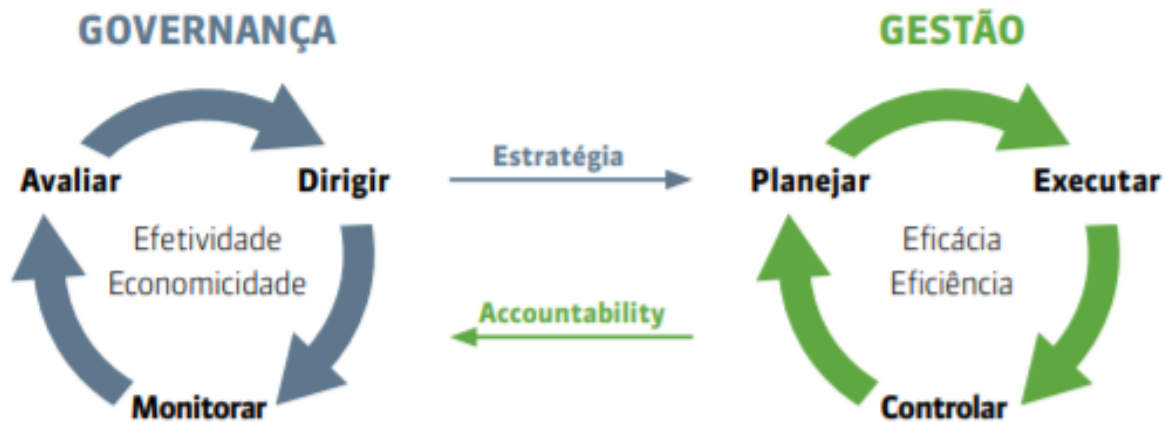 GOVERNANÇA
GESTÃO
Avaliar
Dirigir
Estratégia
Planejar
Executar
Efetividade
Economicidade
Eficácia
Eficiência
Accountability
Monitorar
Controlar